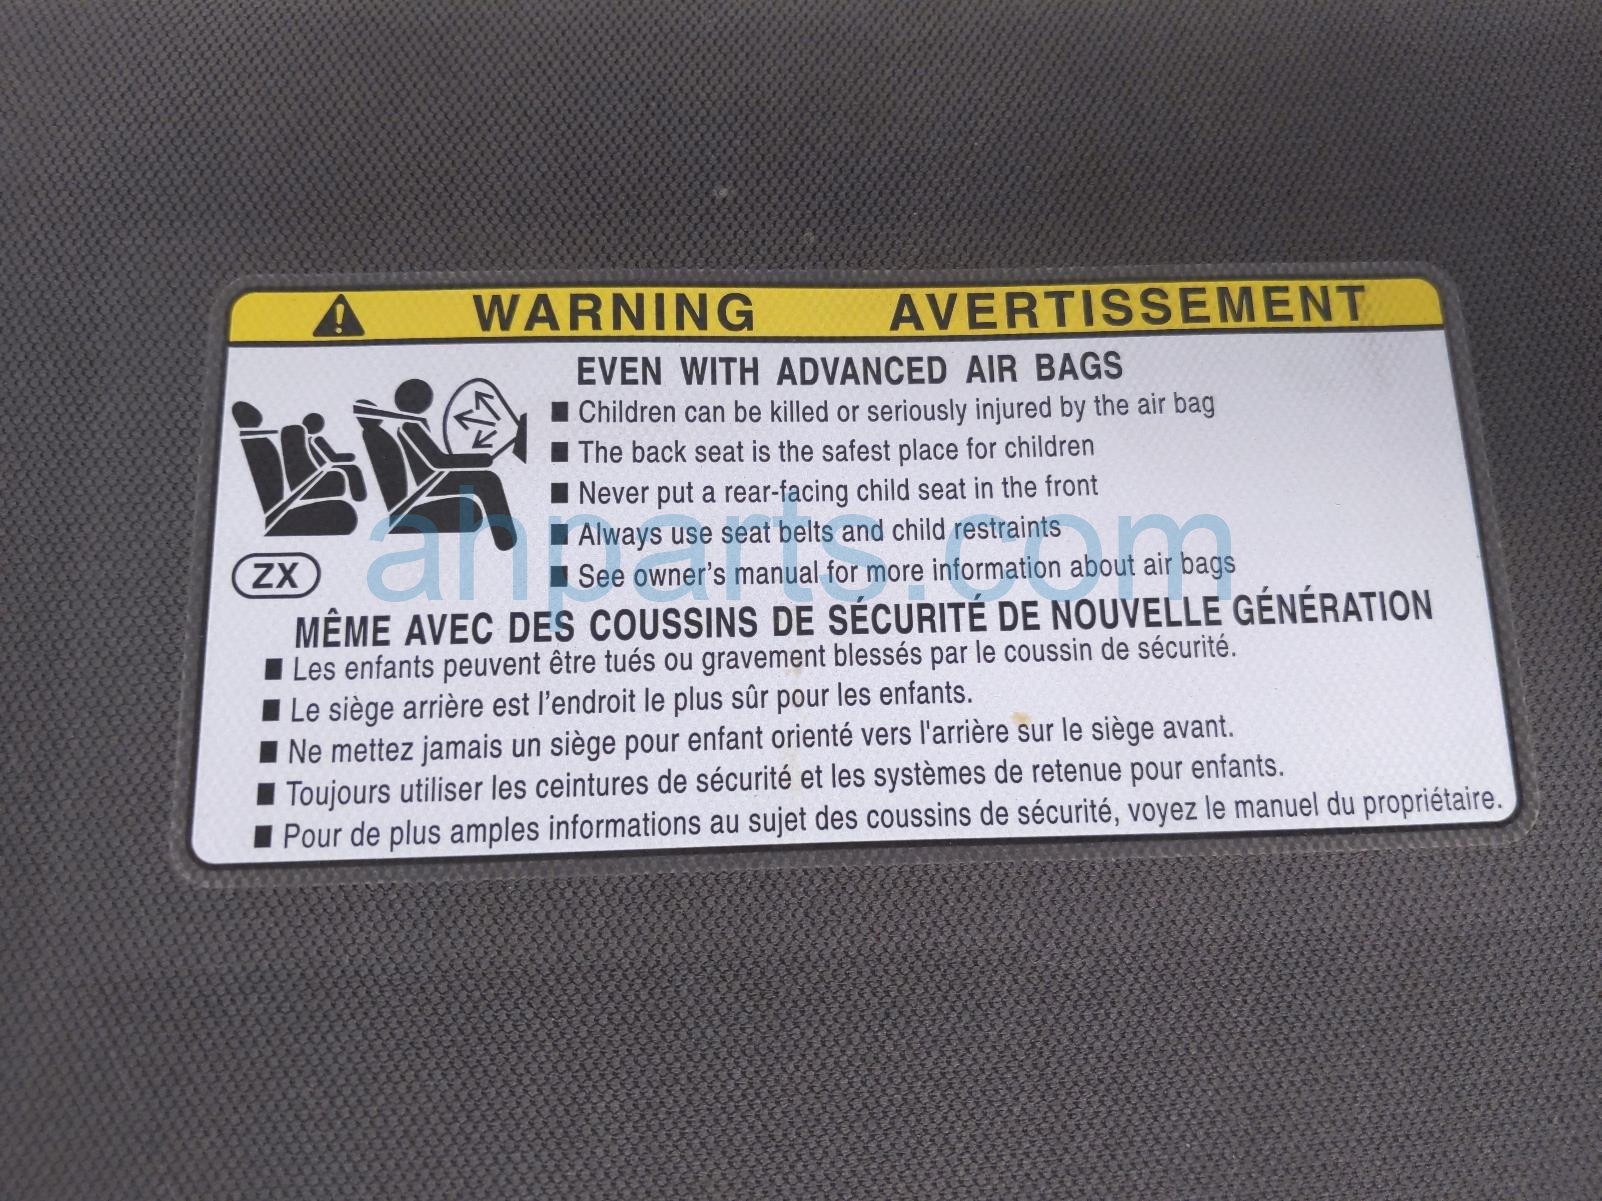 WARNING AVERTISSEMENT
EVEN WITH ADVANCED AIR BAGS
■ Children can be killed or seriously injured by the air bag
■ The back seat is the safest place for children
■ Never put a rear-facing child seat in the front
■ Always use seat belts and child restraints
■ See owner's manual for more information about air bags
ZX
MÊME AVEC DES COUSSINS DE SÉCURITÉ DE NOUVELLE GÉNÉRATION
■ Les enfants peuvent être tués ou gravement blessés par le coussin de sécurité.
■ Le siège arrière est l'endroit le plus sûr pour les enfants.
■ Ne mettez jamais un siège pour enfant orienté vers l'arrière sur le siège avant.
■ Toujours utiliser les ceintures de sécurité et les systèmes de retenue pour enfants.
■ Pour de plus amples informations au sujet des coussins de sécurité, voyez le manuel du propriétaire.
ahparts.com